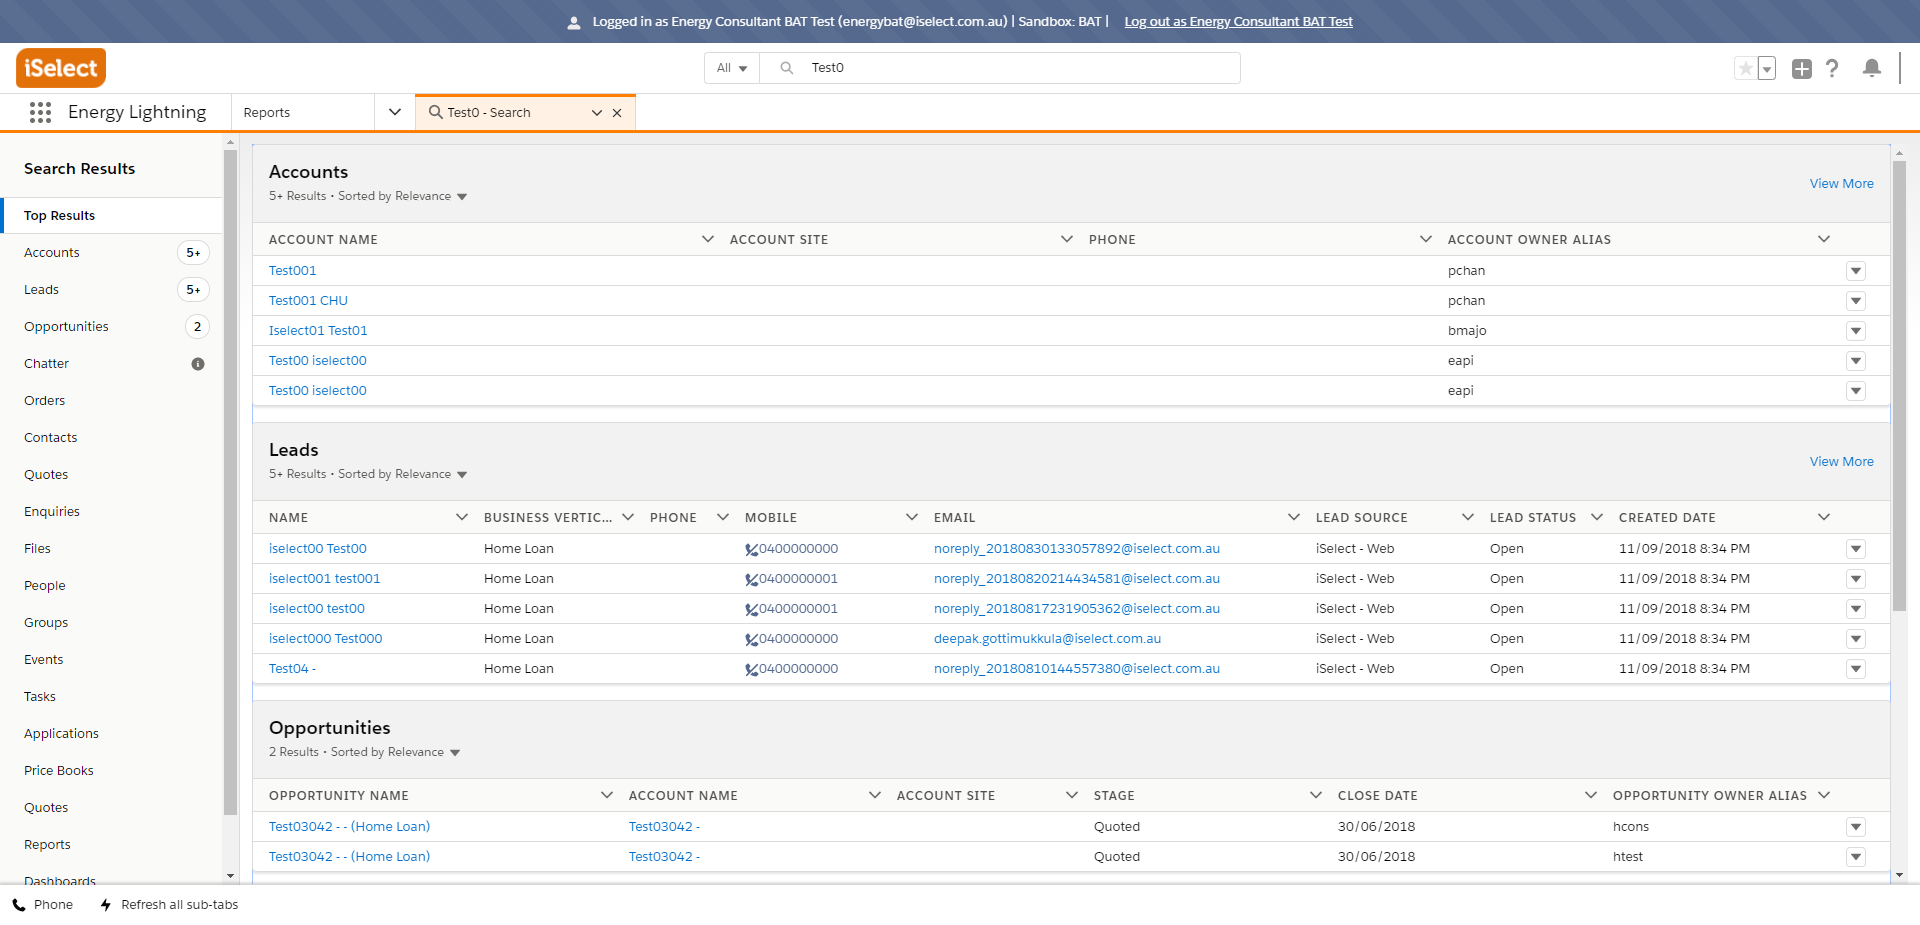 Logged in as Energy Consultant BAT Test (energybat@iselect.com.au) | Sandbox: BAT | Log out as Energy Consultant BAT Test
iSelect
All Test0
Energy Lightning Reports Test0 - Search
Search Results
Top Results
Accounts 5+
Leads 5+
Opportunities 2
Chatter
Orders
Contacts
Quotes
Enquiries
Files
People
Groups
Events
Tasks
Applications
Price Books
Quotes
Reports
Dashboards
Accounts
5+ Results • Sorted by Relevance
View More
ACCOUNT NAME ACCOUNT SITE PHONE ACCOUNT OWNER ALIAS
Test001 pchan
Test001 CHU pchan
Iselect01 Test01 bmajo
Test00 iselect00 eapi
Test00 iselect00 eapi
Leads
5+ Results • Sorted by Relevance
View More
NAME BUSINESS VERTIC... PHONE MOBILE EMAIL LEAD SOURCE LEAD STATUS CREATED DATE
iselect00 Test00 Home Loan 0400000000 noreply_20180830133057892@iselect.com.au iSelect - Web Open 11/09/2018 8:34 PM
iselect001 test001 Home Loan 0400000001 noreply_20180820214434581@iselect.com.au iSelect - Web Open 11/09/2018 8:34 PM
iselect00 test00 Home Loan 0400000001 noreply_20180817231905362@iselect.com.au iSelect - Web Open 11/09/2018 8:34 PM
iselect000 Test000 Home Loan 0400000000 deepak.gottimukkula@iselect.com.au iSelect - Web Open 11/09/2018 8:34 PM
Test04 - Home Loan 0400000000 noreply_20180810144557380@iselect.com.au iSelect - Web Open 11/09/2018 8:34 PM
Opportunities
2 Results • Sorted by Relevance
OPPORTUNITY NAME ACCOUNT NAME ACCOUNT SITE STAGE CLOSE DATE OPPORTUNITY OWNER ALIAS
Test03042 - - (Home Loan) Test03042 - Quoted 30/06/2018 hcons
Test03042 - - (Home Loan) Test03042 - Quoted 30/06/2018 htest
Phone Refresh all sub-tabs